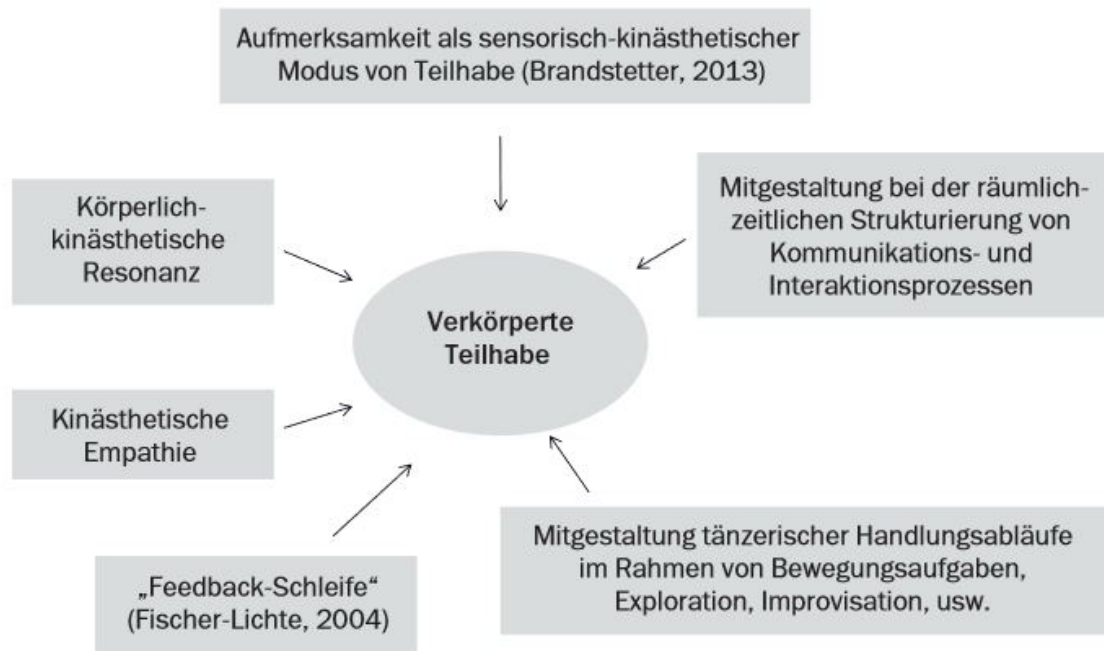 Aufmerksamkeit als sensorisch-kinästhetischer
Modus von Teilhabe (Brandstetter, 2013)
Körperlich-
kinästhetische
Resonanz
Mitgestaltung bei der räumlich-
zeitlichen Strukturierung von
Kommunikations- und
Interaktionsprozessen
Verkörperte
Teilhabe
Kinästhetische
Empathie
„Feedback-Schleife“
(Fischer-Lichte, 2004)
Mitgestaltung tänzerischer Handlungsabläufe
im Rahmen von Bewegungsaufgaben,
Exploration, Improvisation, usw.